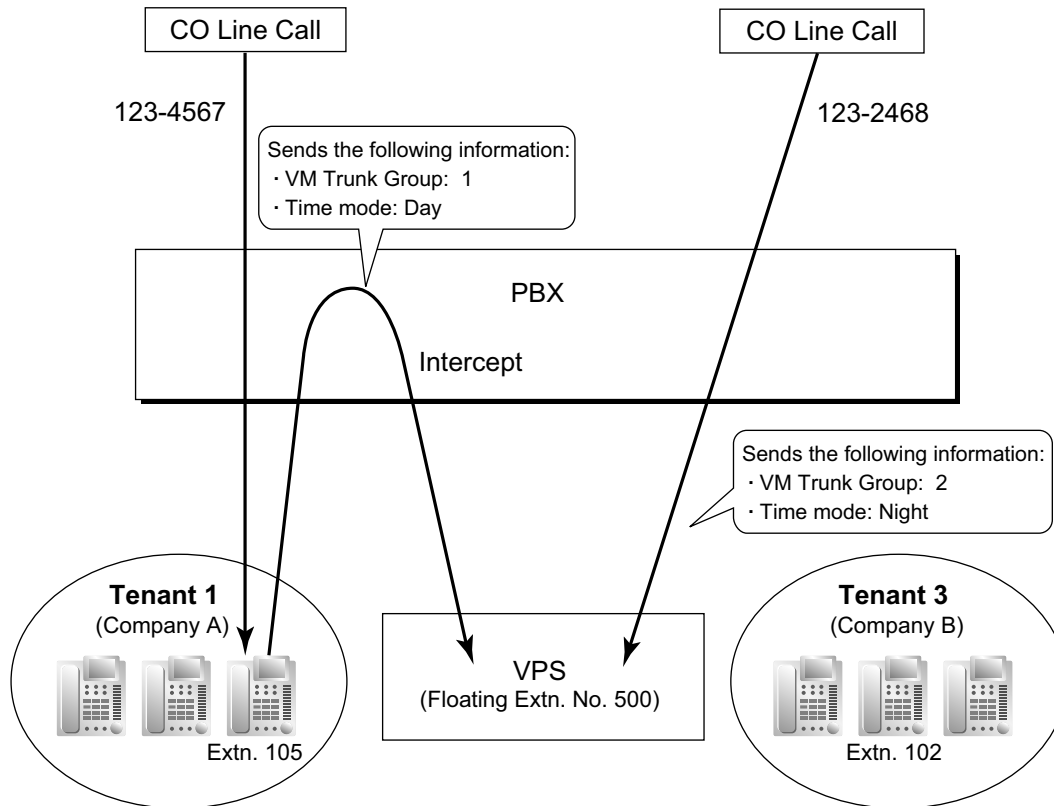 CO Line Call
CO Line Call
123-4567
123-2468
Sends the following information:
· VM Trunk Group: 1
· Time mode: Day
PBX
Intercept
Sends the following information:
· VM Trunk Group: 2
· Time mode: Night
Tenant 1
(Company A)
Extn. 105
VPS
(Floating Extn. No. 500)
Tenant 3
(Company B)
Extn. 102